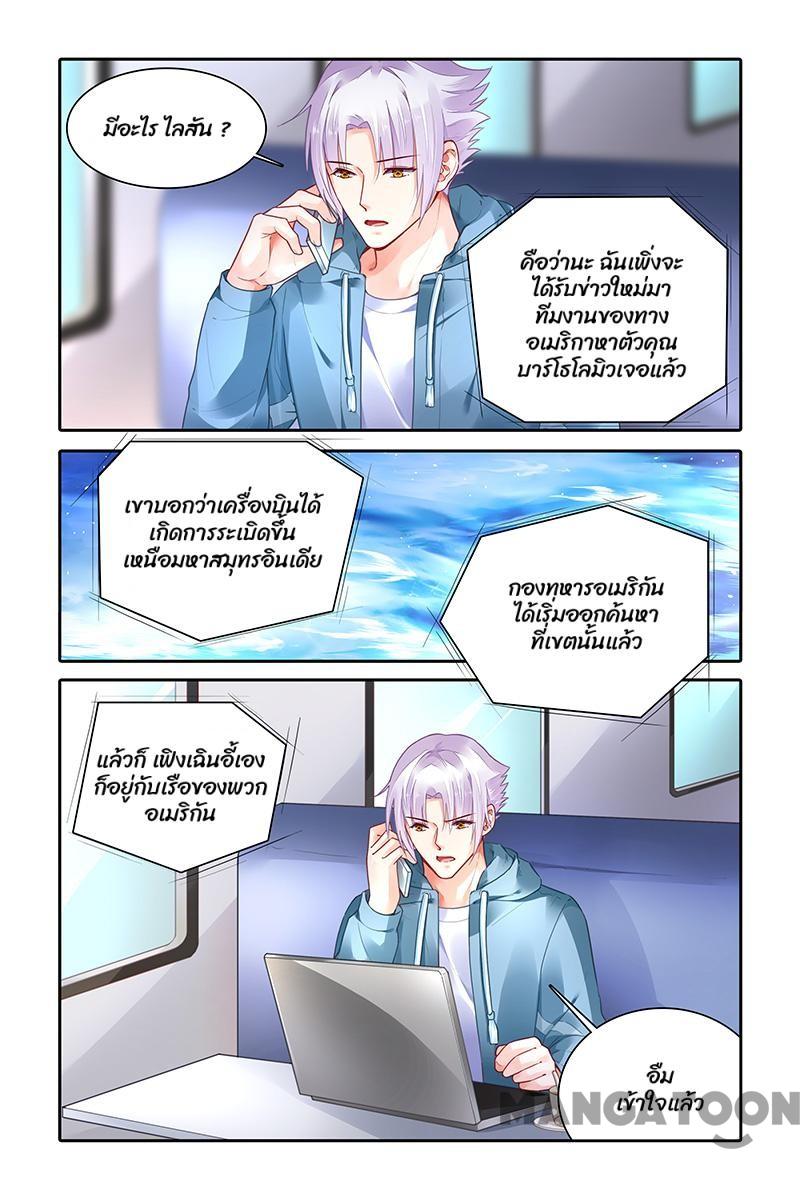 มีอะไร ไลสัน ?
คือว่านะ ฉันเพิ่งจะ
ได้รับข่าวใหม่มา
ทีมงานของทาง
อเมริกาหาตัวคุณ
บาร์โธโลมิวเจอแล้ว
เขาบอกว่าเครื่องบินได้
เกิดการระเบิดขึ้น
เหนือมหาสมุทรอินเดีย
กองทหารอเมริกัน
ได้เริ่มออกค้นหา
ที่เขตนั้นแล้ว
แล้วก็ เฟิงเฉินอี้เอง
ก็อยู่กับเรือของพวก
อเมริกัน
อืม
เข้าใจแล้ว
MANGATOON